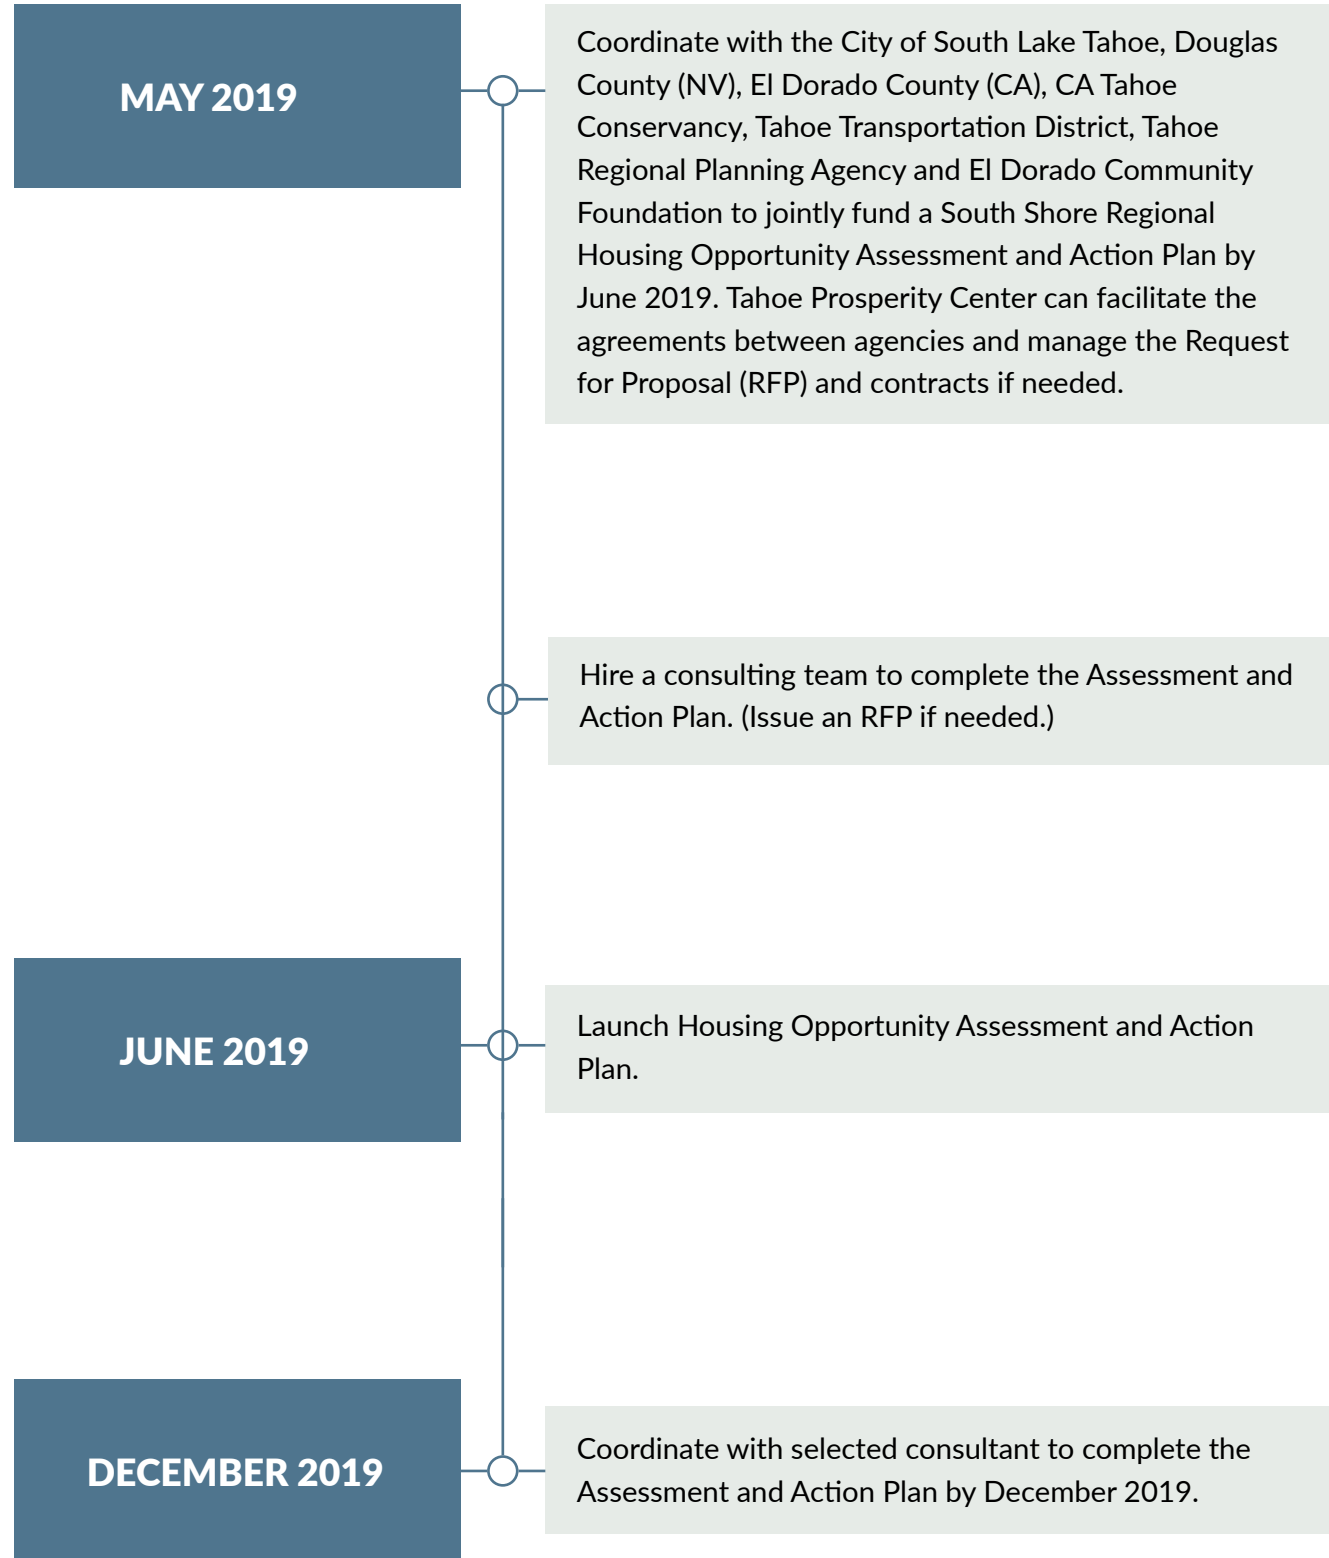 MAY 2019
Coordinate with the City of South Lake Tahoe, Douglas
County (NV), El Dorado County (CA), CA Tahoe
Conservancy, Tahoe Transportation District, Tahoe
Regional Planning Agency and El Dorado Community
Foundation to jointly fund a South Shore Regional
Housing Opportunity Assessment and Action Plan by
June 2019. Tahoe Prosperity Center can facilitate the
agreements between agencies and manage the Request
for Proposal (RFP) and contracts if needed.
Hire a consulting team to complete the Assessment and
Action Plan. (Issue an RFP if needed.)
JUNE 2019
Launch Housing Opportunity Assessment and Action
Plan.
DECEMBER 2019
Coordinate with selected consultant to complete the
Assessment and Action Plan by December 2019.